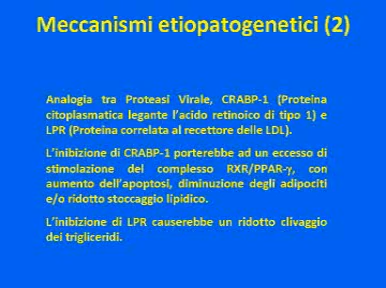 Meccanismi etiopatogenetici (2)
Analogia tra Proteasi Virale, CRABP-1 (Proteina
citoplasmatica legante l'acido retinoico di tipo 1) e
LPR (Proteina correlata al recettore delle LDL).
L'inibizione di CRABP-1 porterebbe ad un eccesso di
stimolazione del complesso RXR/PPAR-γ, con
aumento dell'apoptosi, diminuzione degli adipociti
e/o ridotto stoccaggio lipidico.
L'inibizione di LPR causerebbe un ridotto clivaggio
dei trigliceridi.